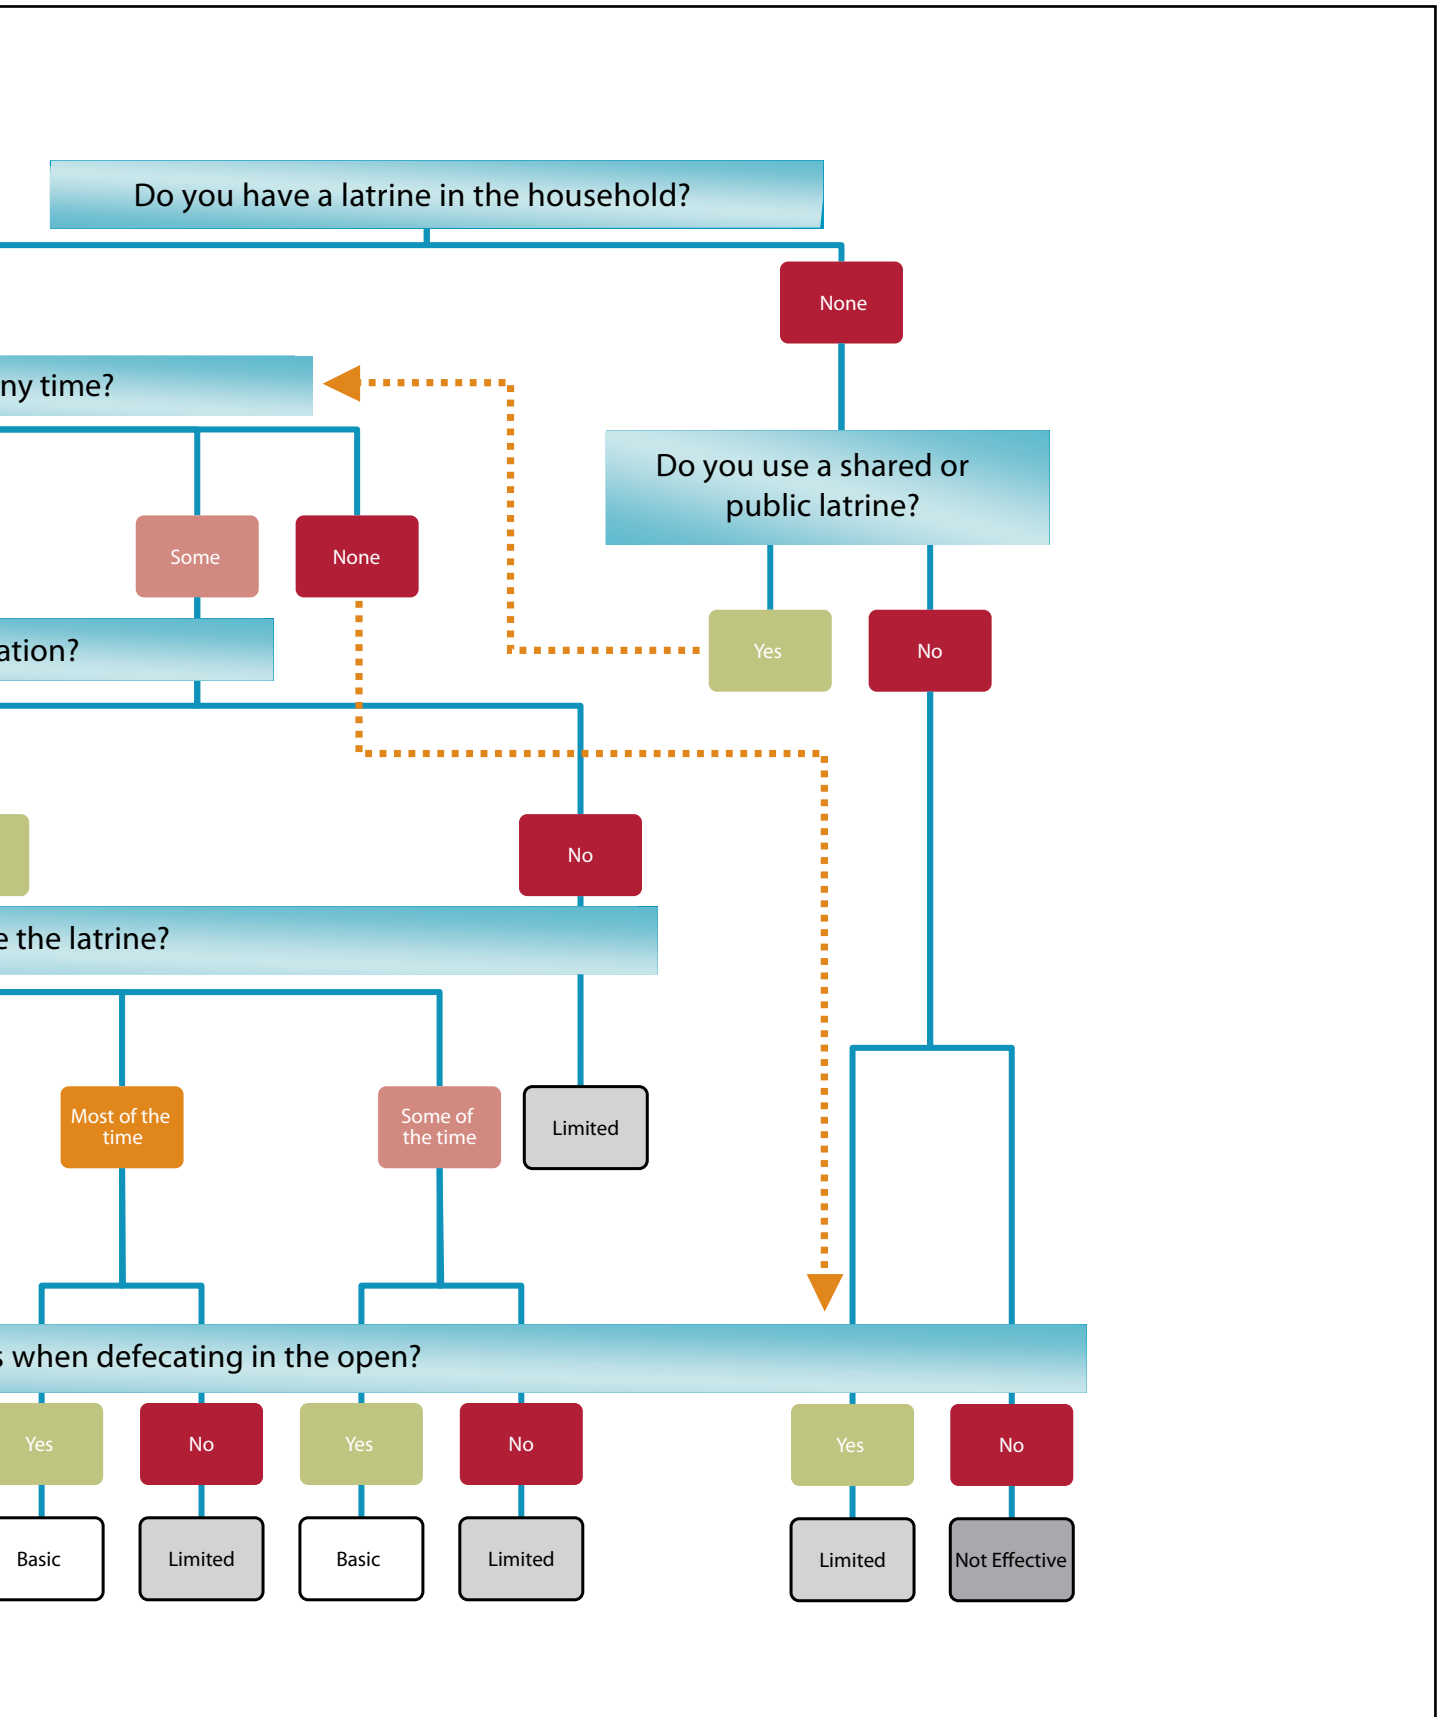 Do you have a latrine in the household?
None
ny time?
Do you use a shared or
public latrine?
Some
None
Yes
No
ation?
No
e the latrine?
Most of the
time
Some of
the time
Limited
s when defecating in the open?
Yes
No
Yes
No
Yes
No
Basic
Limited
Basic
Limited
Limited
Not Effective